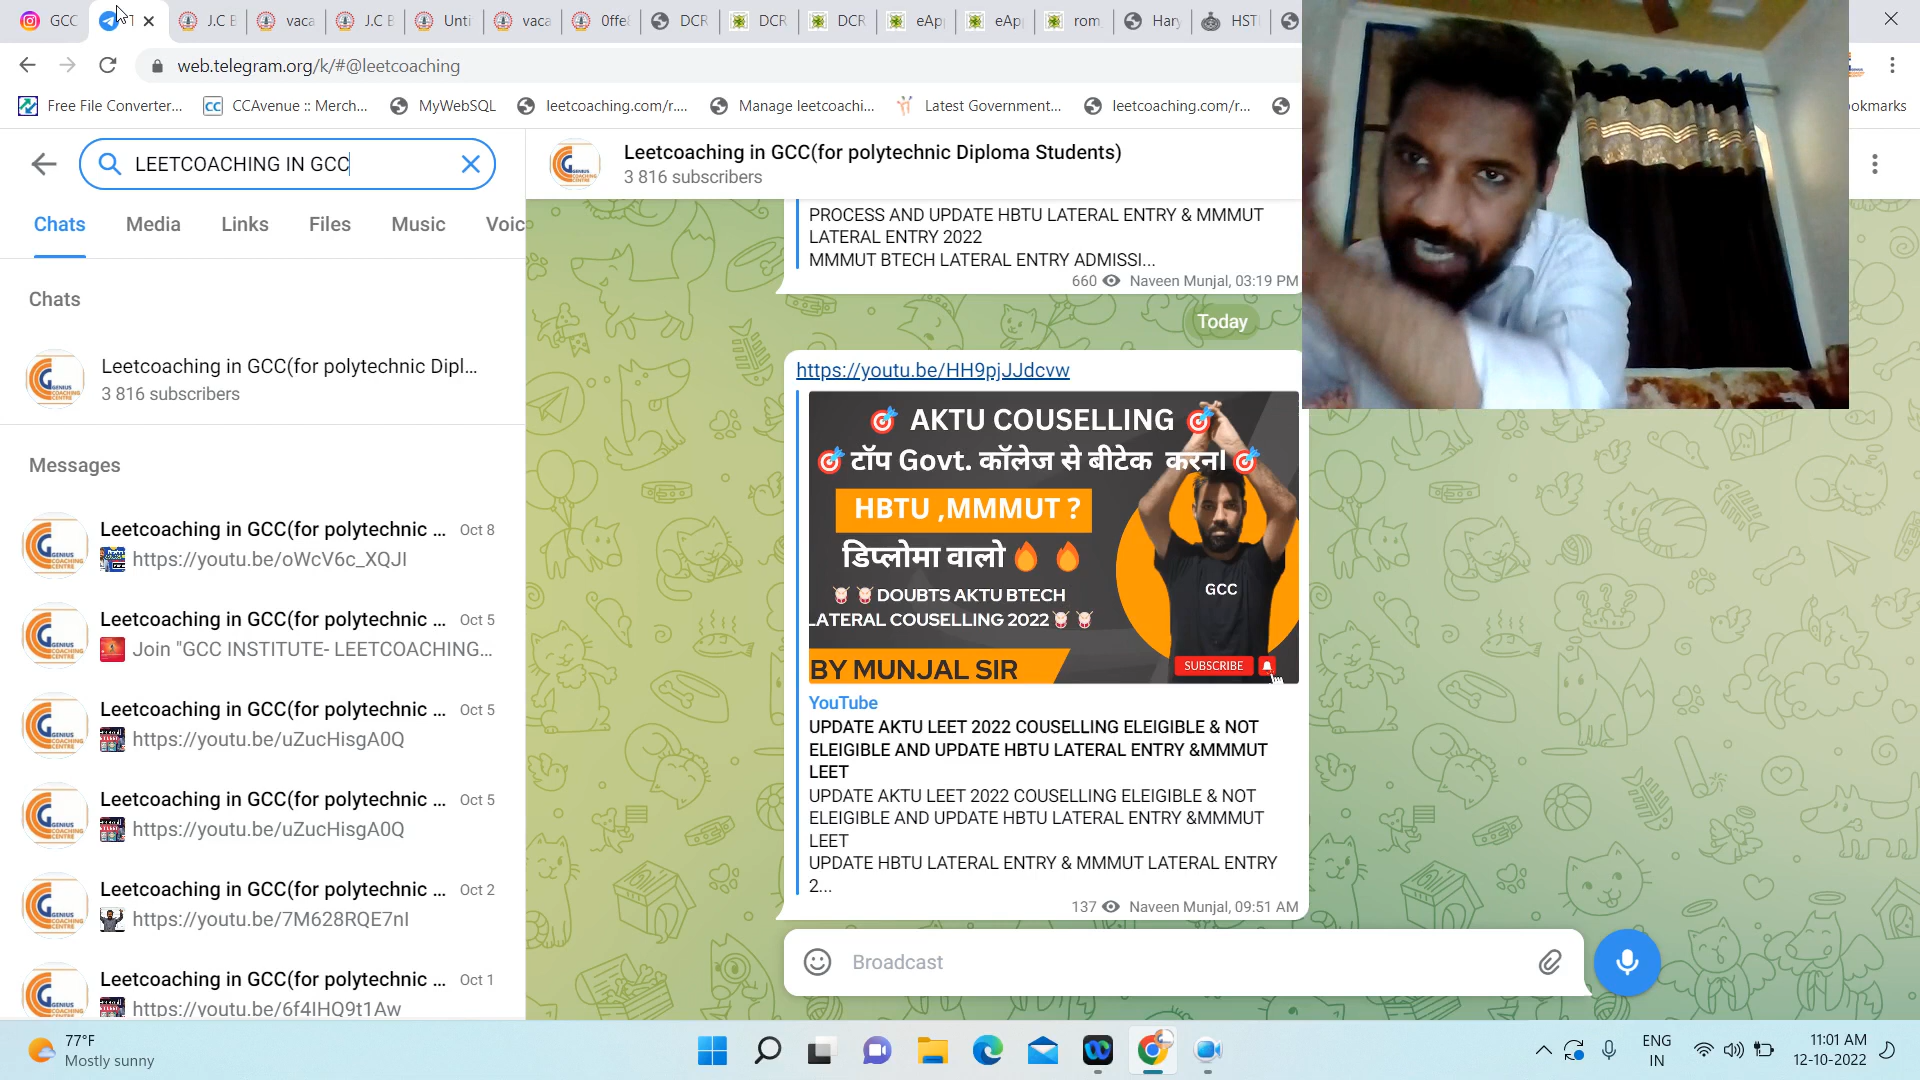 GCC
T
J.C E
vaca
J.C E
Unti
vaca
Offe
DCR
DCR
DCR
eAp
eAp
rom
Har
HST
web.telegram.org/k/#@leetcoaching
Free File Converter...
CCAvenue :: Merch...
MyWebSQL
leetcoaching.com/r....
Manage leetcoachi...
Latest Government...
leetcoaching.com/r...
ookmarks
LEETCOACHING IN GCC
Chats
Media
Links
Files
Music
Voic
Chats
Leetcoaching in GCC(for polytechnic Dipl...
3 816 subscribers
Messages
Leetcoaching in GCC(for polytechnic ... Oct 8
https://youtu.be/oWcV6c_XQJI
Leetcoaching in GCC(for polytechnic ... Oct 5
Join "GCC INSTITUTE- LEETCOACHING...
Leetcoaching in GCC(for polytechnic ... Oct 5
https://youtu.be/uZucHisgA0Q
Leetcoaching in GCC(for polytechnic ... Oct 5
https://youtu.be/uZucHisgA0Q
Leetcoaching in GCC(for polytechnic ... Oct 2
https://youtu.be/7M628RQE7nI
Leetcoaching in GCC(for polytechnic ... Oct 1
https://youtu.be/6f4IHQ9t1Aw
Leetcoaching in GCC(for polytechnic Diploma Students)
3 816 subscribers
PROCESS AND UPDATE HBTU LATERAL ENTRY & MMMUT
LATERAL ENTRY 2022
MMMUT BTECH LATERAL ENTRY ADMISSI...
660 Naveen Munjal, 03:19 PM
Today
https://youtu.be/HH9pjJJdcvw
🎯 AKTU COUSELLING 🎯
🎯 टॉप Govt. कॉलेज से बीटेक करना 🎯
HBTU ,MMMUT ?
डिप्लोमा वालो 🔥 🔥
DOUBTS AKTU BTECH
LATERAL COUSELLING 2022
BY MUNJAL SIR
GCC
SUBSCRIBE
YouTube
UPDATE AKTU LEET 2022 COUSELLING ELEIGIBLE & NOT
ELEIGIBLE AND UPDATE HBTU LATERAL ENTRY &MMMUT
LEET
UPDATE AKTU LEET 2022 COUSELLING ELEIGIBLE & NOT
ELEIGIBLE AND UPDATE HBTU LATERAL ENTRY &MMMUT
LEET
UPDATE HBTU LATERAL ENTRY & MMMUT LATERAL ENTRY
2...
137 Naveen Munjal, 09:51 AM
Broadcast
77°F
Mostly sunny
ENG
IN
11:01 AM
12-10-2022